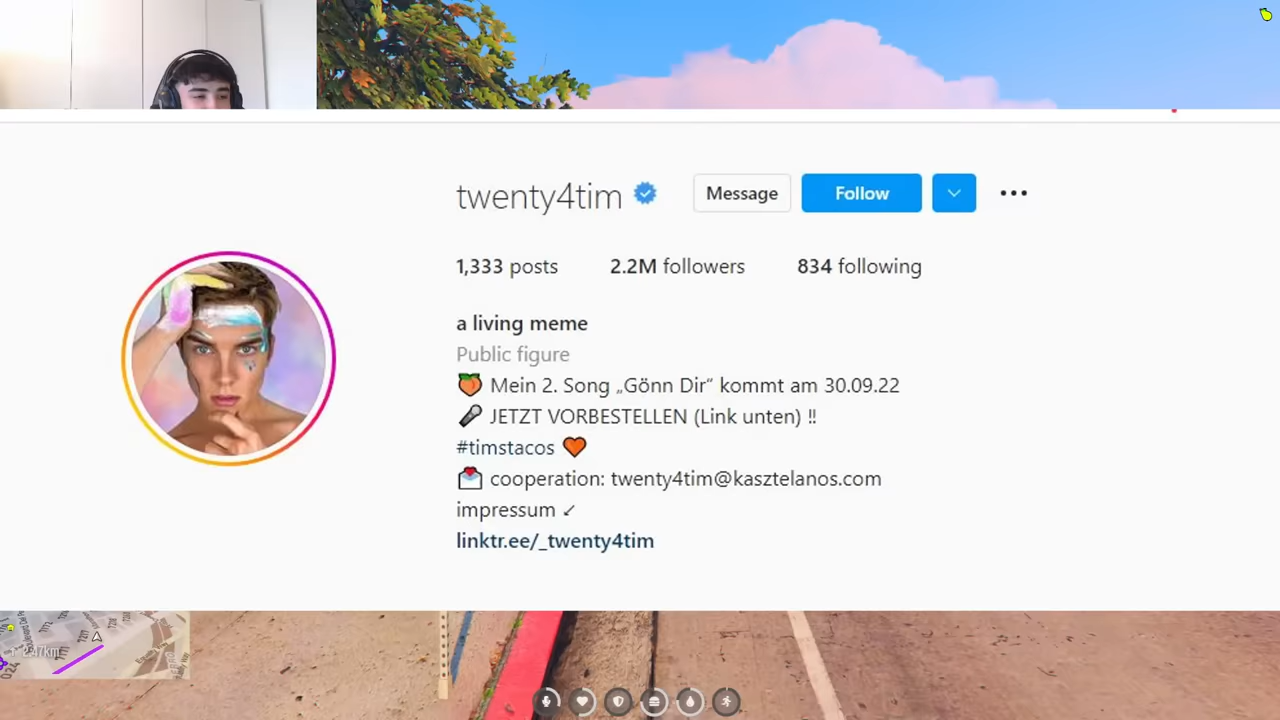 twenty4tim
Message
Follow
1,333 posts
2.2M followers
834 following
a living meme
Public figure
🍑 Mein 2. Song „Gönn Dir“ kommt am 30.09.22
🎤 JETZT VORBESTELLEN (Link unten) ‼
#timstacos 🧡
💌 cooperation: twenty4tim@kasztelanos.com
impressum ↙
linktr.ee/_twenty4tim